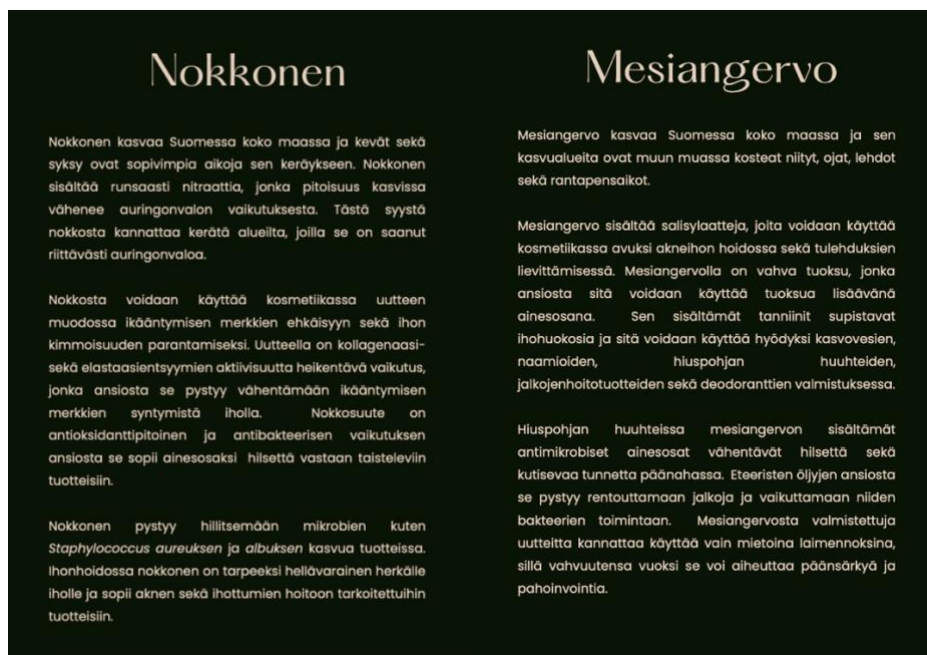 Nokkonen
Nokkonen kasvaa Suomessa koko maassa ja kevät sekä
syksy ovat sopivimpia aikoja sen keräykseen. Nokkonen
sisältää runsaasti nitraattia, jonka pitoisuus kasvissa
vähenee auringonvalon vaikutuksesta. Tästä syystä
nokkosta kannattaa kerätä alueilta, joilla se on saanut
riittävästi auringonvaloa.
Nokkosta voidaan käyttää kosmetiikassa uutteen
muodossa ikääntymisen merkkien ehkäisyyn sekä ihon
kimmoisuuden parantamiseksi. Uutteella on kollagenaasi-
sekä elastaasientsyymien aktiivisuutta heikentävä vaikutus,
jonka ansiosta se pystyy vähentämään ikääntymisen
merkkien syntymistä iholla. Nokkosuute on
antioksidanttipitoinen ja antibakteerisen vaikutuksen
ansiosta se sopii ainesosaksi hilsettä vastaan taisteleviin
tuotteisiin.
Nokkonen pystyy hillitsemään mikrobien kuten
Staphylococcus aureuksen ja albuksen kasvua tuotteissa.
Ihonhoidossa nokkonen on tarpeeksi hellävarainen herkälle
iholle ja sopii aknen sekä ihottumien hoitoon tarkoitettuihin
tuotteisiin.
Mesiangervo
Mesiangervo kasvaa Suomessa koko maassa ja sen
kasvualueita ovat muun muassa kosteat niityt, ojat, lehdot
sekä rantapensaikot.
Mesiangervo sisältää salisylaatteja, joita voidaan käyttää
kosmetiikassa avuksi akneihon hoidossa sekä tulehduksien
lievittämisessä. Mesiangervolla on vahva tuoksu, jonka
ansiosta sitä voidaan käyttää tuoksua lisäävänä
ainesosana. Sen sisältämät tanniinit supistavat
ihohuokosia ja sitä voidaan käyttää hyödyksi kasvovesien,
naamioiden, hiuspohjan huuhteiden,
jalkojenhoitotuotteiden sekä deodoranttien valmistuksessa.
Hiuspohjan huuhteissa mesiangervon sisältämät
antimikrobiset ainesosat vähentävät hilsettä sekä
kutisevaa tunnetta päänahassa. Eteeristen öljyjen ansiosta
se pystyy rentouttamaan jalkoja ja vaikuttamaan niiden
bakteerien toimintaan. Mesiangervosta valmistettuja
uutteitta kannattaa käyttää vain mietoina laimennoksina,
sillä vahvuutensa vuoksi se voi aiheuttaa päänsärkyä ja
pahoinvointia.